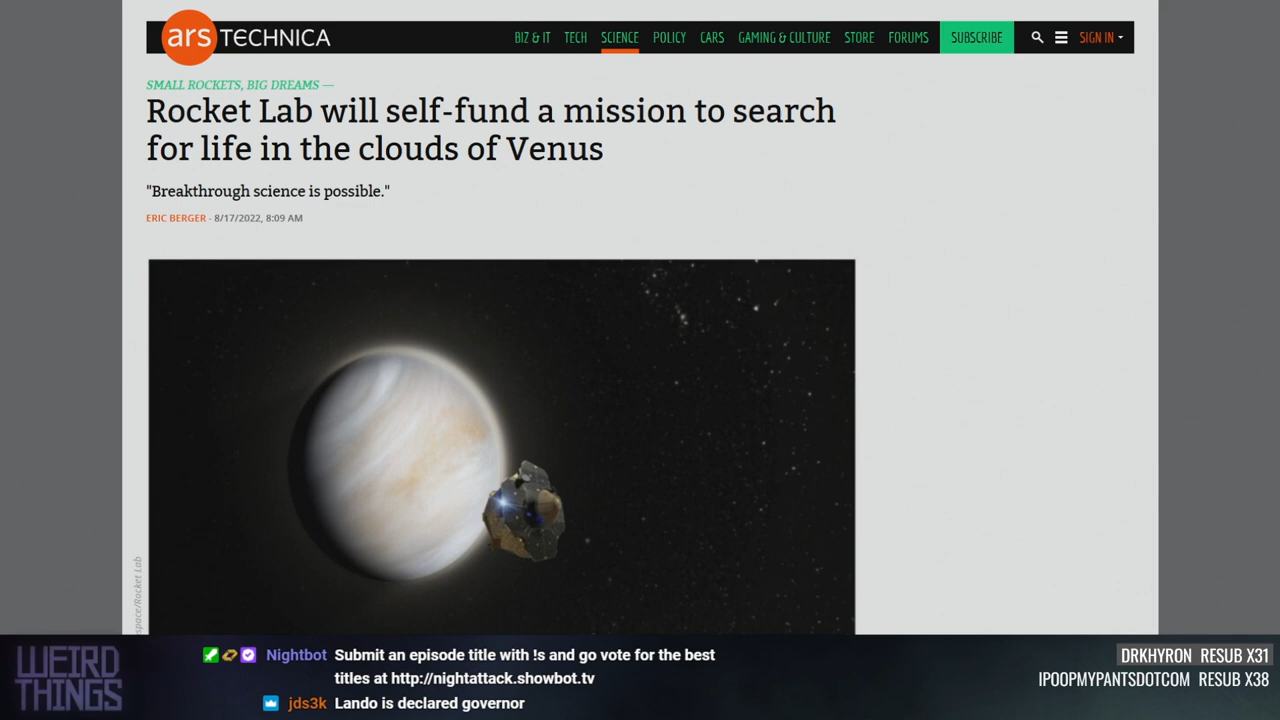 ars TECHNICA
BIZ & IT TECH SCIENCE POLICY CARS GAMING & CULTURE STORE FORUMS SUBSCRIBE SIGN IN
SMALL ROCKETS, BIG DREAMS —
Rocket Lab will self-fund a mission to search
for life in the clouds of Venus
"Breakthrough science is possible."
ERIC BERGER - 8/17/2022, 8:09 AM
space/Rocket Lab
WEIRD
THINGS
Nightbot Submit an episode title with !s and go vote for the best
titles at http://nightattack.showbot.tv
jds3k Lando is declared governor
DRKHYRON RESUB X31
IPOOPMYPANTSDOTCOM RESUB X38